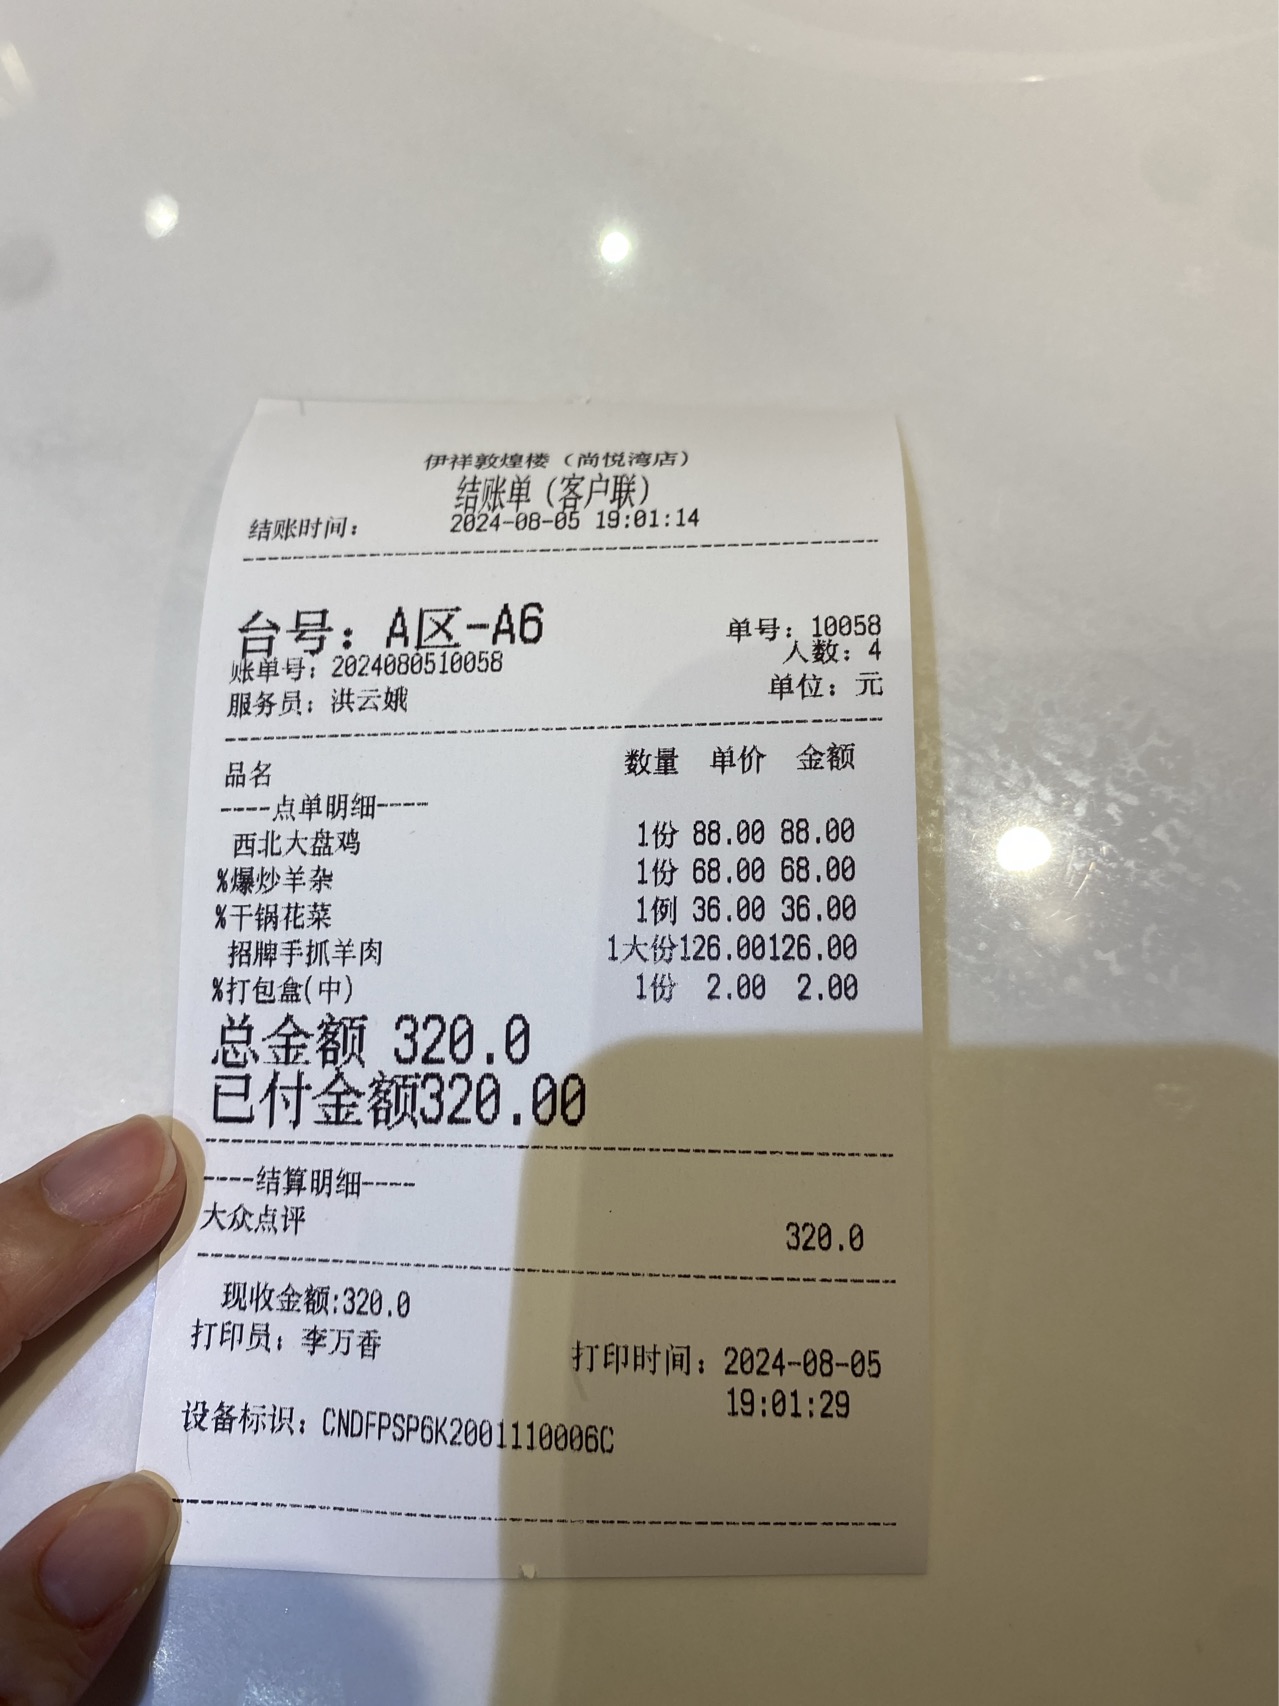 伊祥敦煌楼（尚悦湾店）
结账单（客户联）
结账时间： 2024-08-05 19:01:14
台号：A区-A6 单号：10058
账单号：2024080510058 人数：4
服务员：洪云娥 单位：元
品名 数量 单价 金额
----点单明细----
西北大盘鸡 1份 88.00 88.00
%爆炒羊杂 1份 68.00 68.00
%干锅花菜 1例 36.00 36.00
招牌手抓羊肉 1大份126.00126.00
%打包盒(中) 1份 2.00 2.00
总金额 320.0
已付金额320.00
----结算明细----
大众点评 320.0
现收金额:320.0
打印员：李万香 打印时间：2024-08-05
19:01:29
设备标识：CNDFPSP6K2001110006C